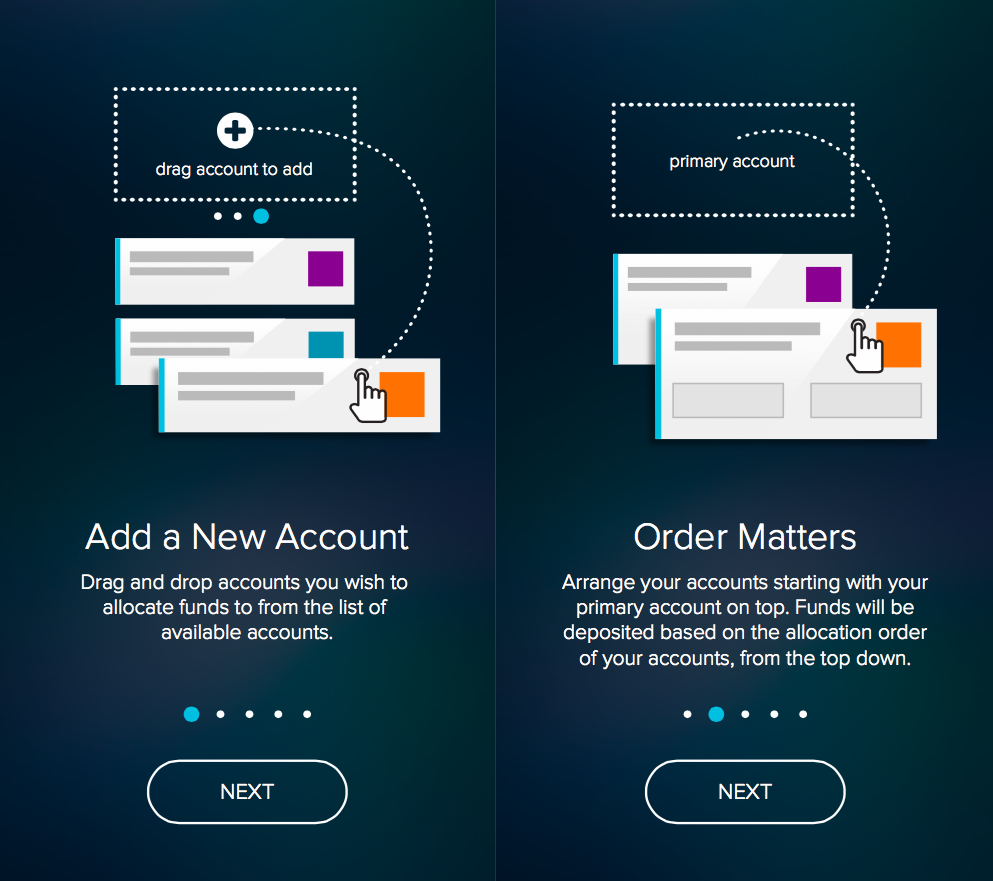 drag account to add
Add a New Account
Drag and drop accounts you wish to
allocate funds to from the list of
available accounts.
NEXT
primary account
Order Matters
Arrange your accounts starting with your
primary account on top. Funds will be
deposited based on the allocation order
of your accounts, from the top down.
NEXT